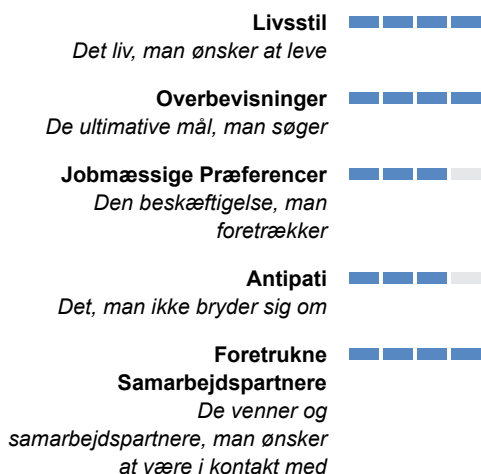 Livsstil
Det liv, man ønsker at leve
Overbevisninger
De ultimative mål, man søger
Jobmæssige Præferencer
Den beskæftigelse, man
foretrækker
Antipati
Det, man ikke bryder sig om
Foretrukne
Samarbejdspartnere
De venner og
samarbejdspartnere, man ønsker
at være i kontakt med